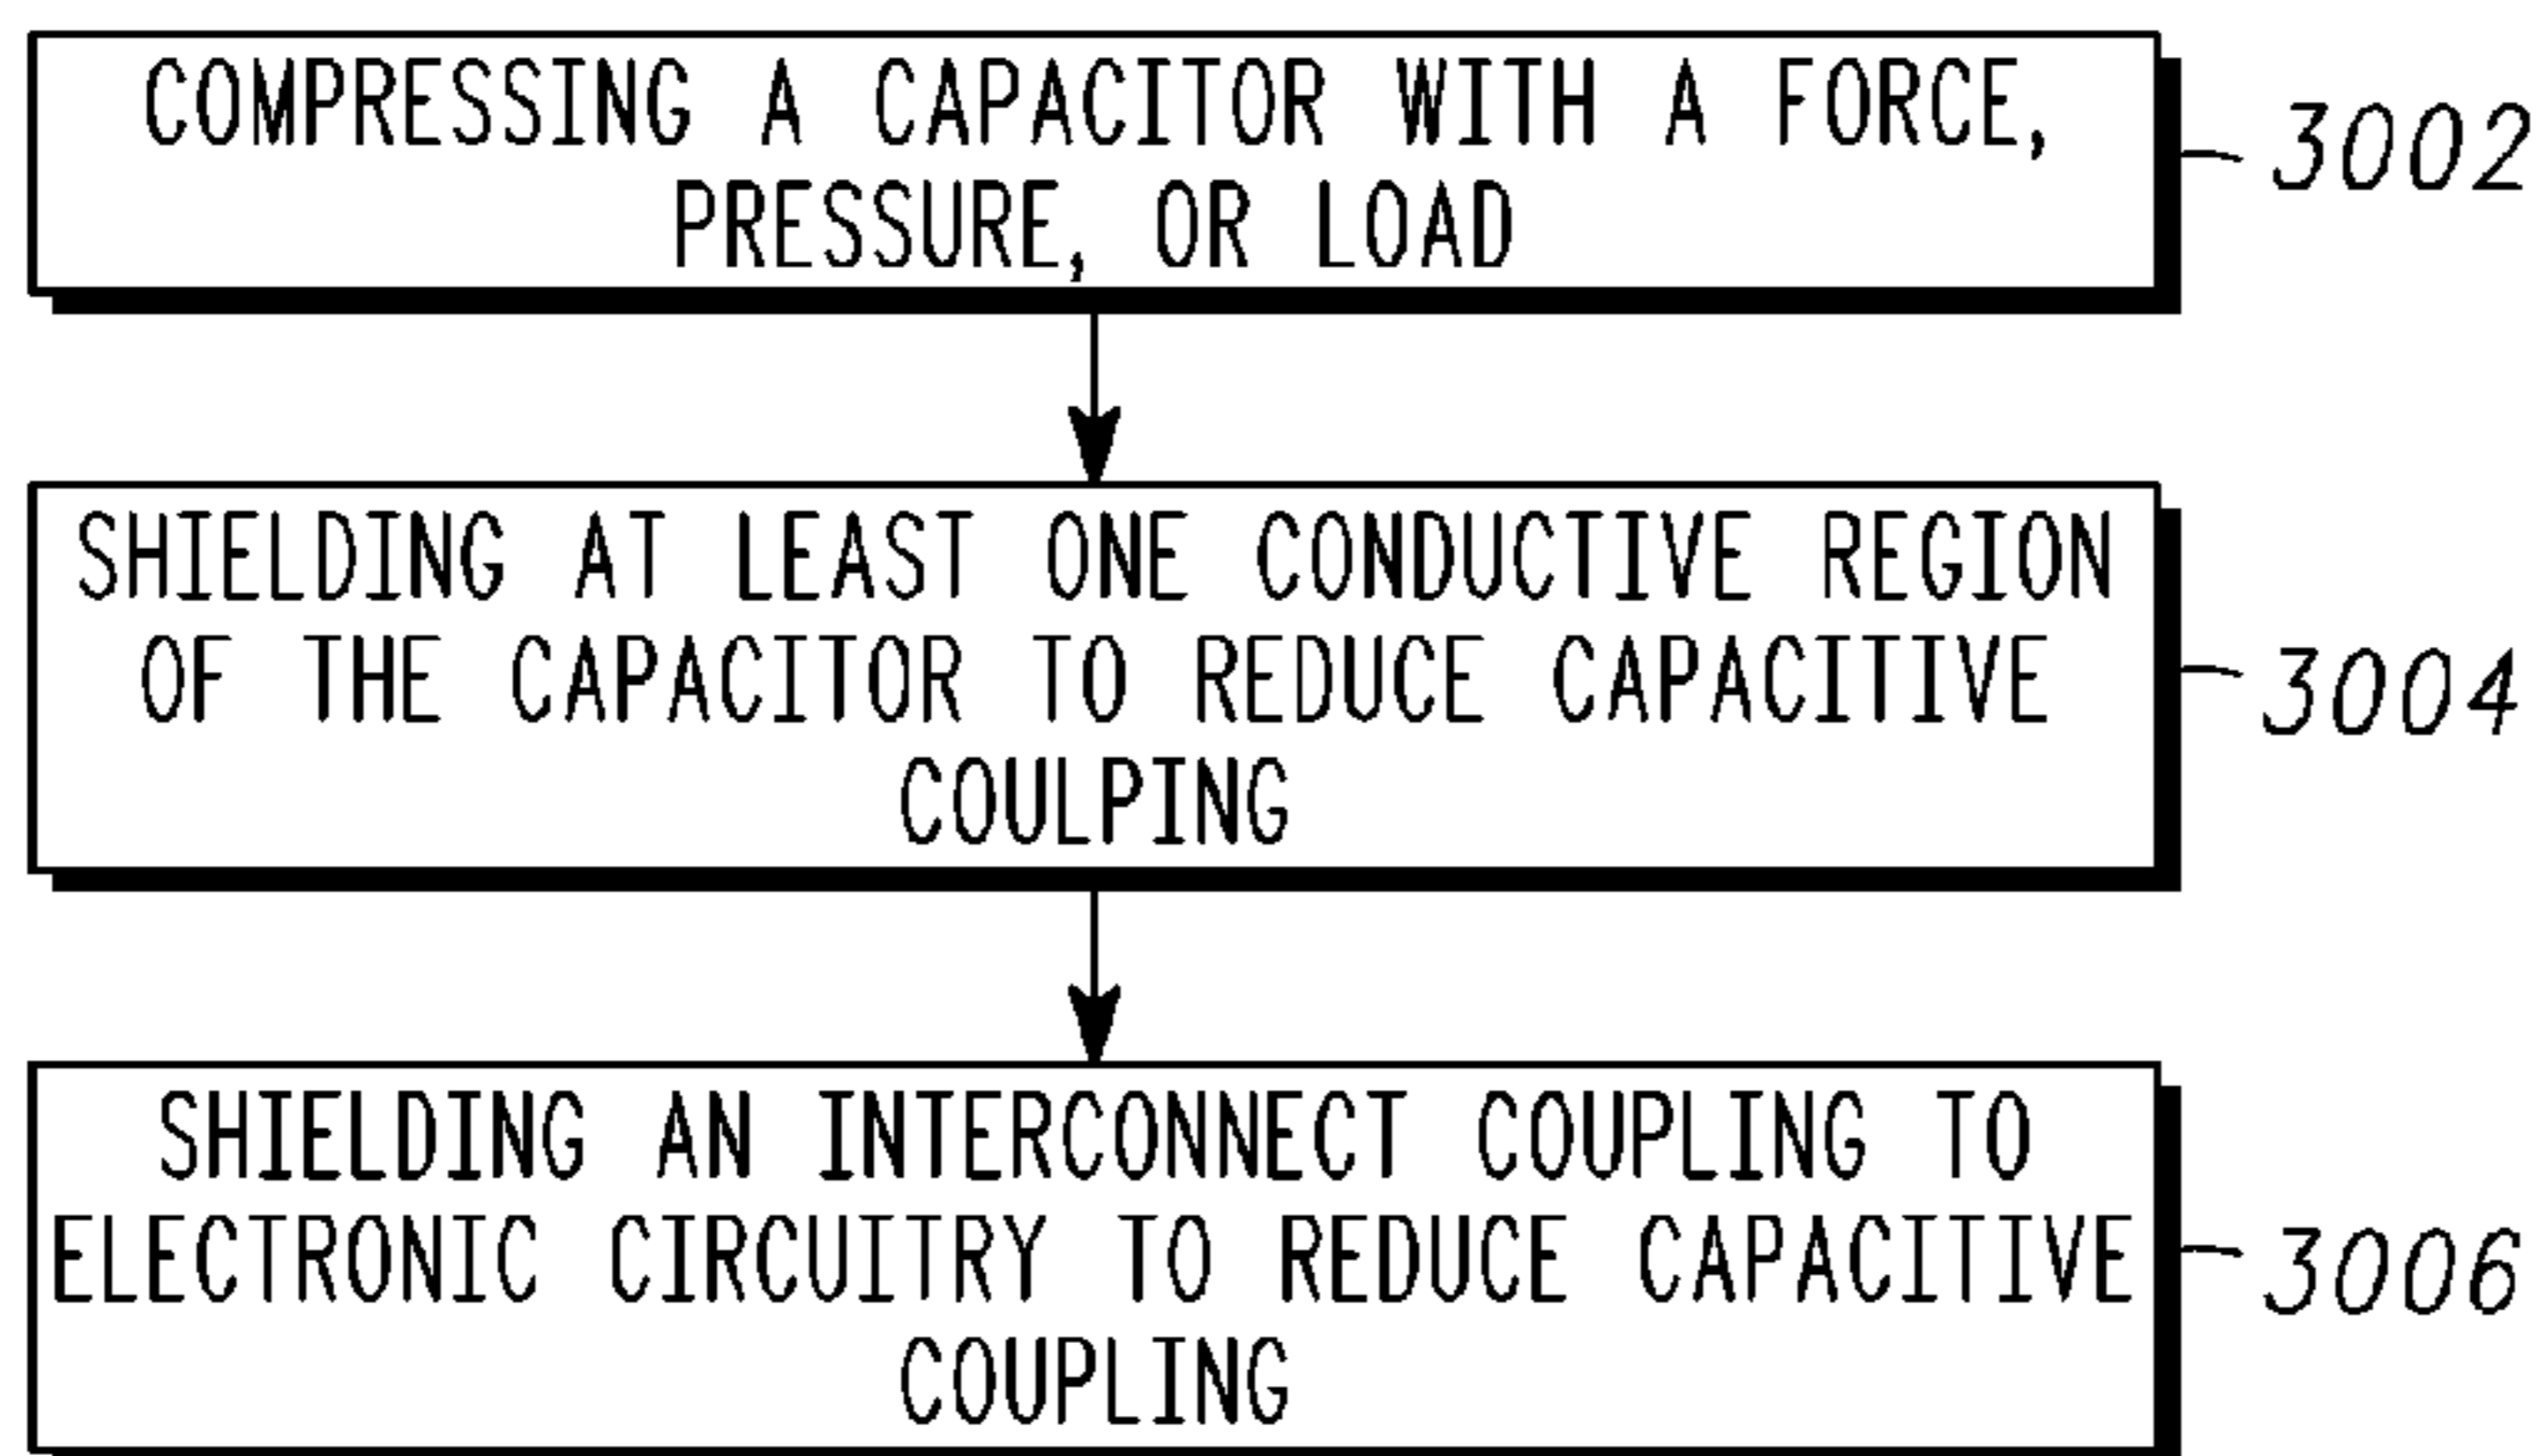 COMPRESSING A CAPACITOR WITH A FORCE,
PRESSURE, OR LOAD
3002
SHIELDING AT LEAST ONE CONDUCTIVE REGION
OF THE CAPACITOR TO REDUCE CAPACITIVE
COULPING
3004
SHIELDING AN INTERCONNECT COUPLING TO
ELECTRONIC CIRCUITRY TO REDUCE CAPACITIVE
COUPLING
3006